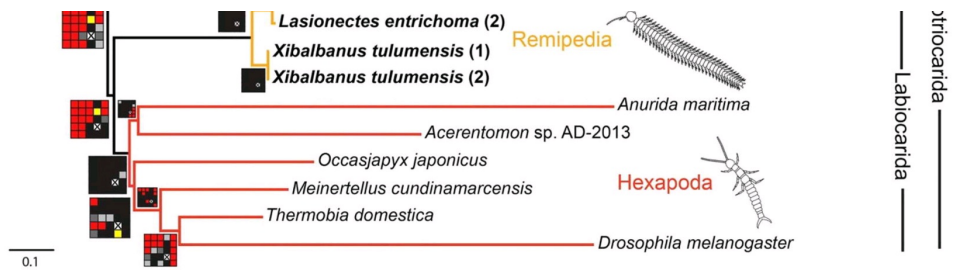 Lasionectes entrichoma (2)
Remipedia
Xibalbanus tulumensis (1)
Xibalbanus tulumensis (2)
Anurida maritima
Acerentomon sp. AD-2013
Occasjapyx japonicus
Hexapoda
Meinertellus cundinamarcensis
Thermobia domestica
Drosophila melanogaster
0.1
Labiocarida
otriocarida